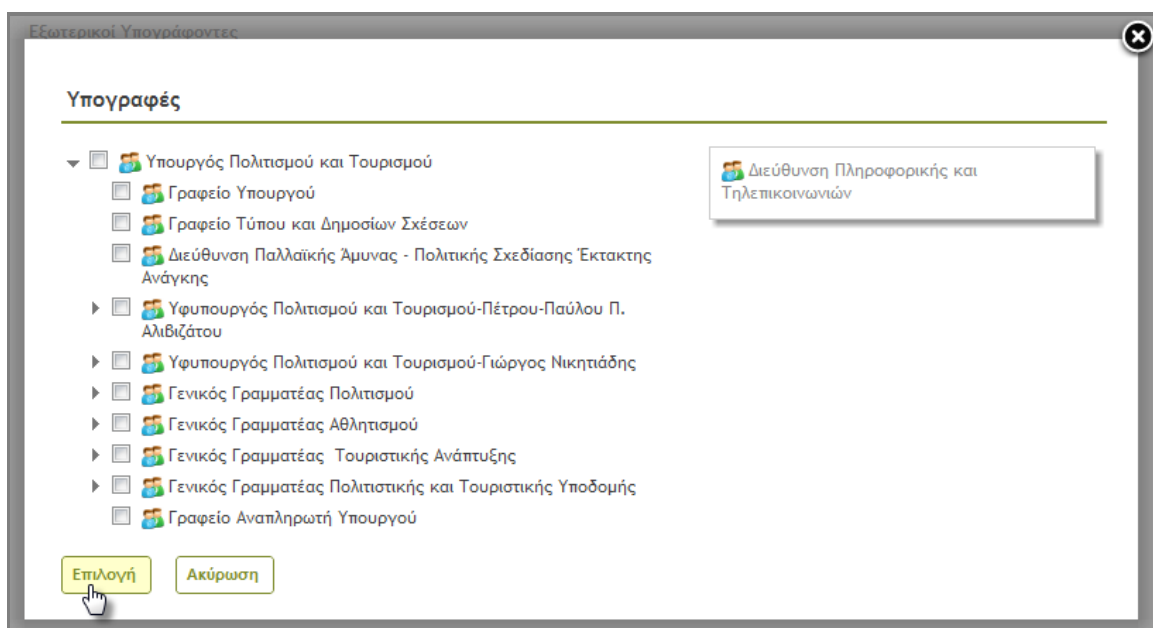 Εξωτερικοί Υπογράφοντες
Υπογραφές
Υπουργός Πολιτισμού και Τουρισμού
Γραφείο Υπουργού
Γραφείο Τύπου και Δημοσίων Σχέσεων
Διεύθυνση Παλλαϊκής Άμυνας - Πολιτικής Σχεδίασης Έκτακτης
Ανάγκης
Υφυπουργός Πολιτισμού και Τουρισμού-Πέτρου-Παύλου Π.
Αλιβιζάτου
Υφυπουργός Πολιτισμού και Τουρισμού-Γιώργος Νικητιάδης
Γενικός Γραμματέας Πολιτισμού
Γενικός Γραμματέας Αθλητισμού
Γενικός Γραμματέας Τουριστικής Ανάπτυξης
Γενικός Γραμματέας Πολιτιστικής και Τουριστικής Υποδομής
Γραφείο Αναπληρωτή Υπουργού
Διεύθυνση Πληροφορικής και
Τηλεπικοινωνιών
Επιλογή
Ακύρωση